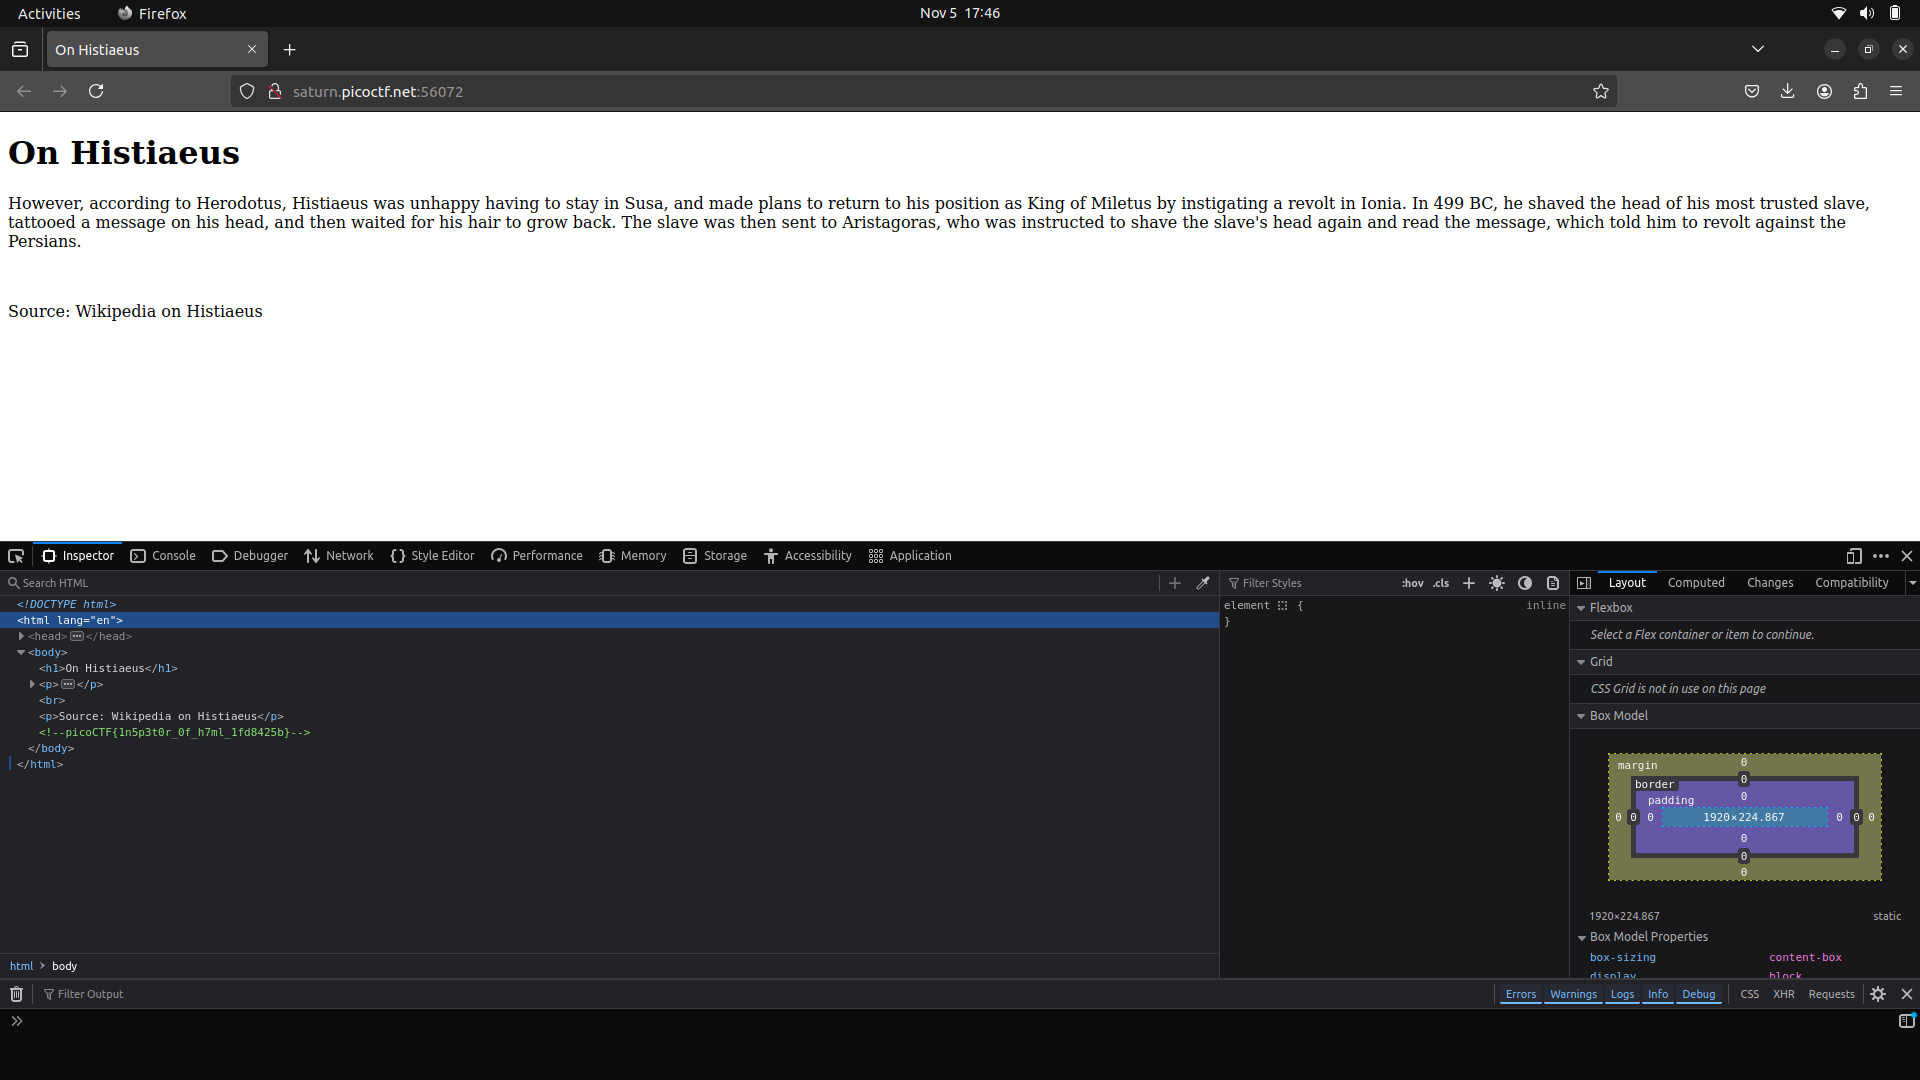 Activities
Firefox
Nov 5 17:46
On Histiaeus
saturn.picoctf.net:56072
On Histiaeus
However, according to Herodotus, Histiaeus was unhappy having to stay in Susa, and made plans to return to his position as King of Miletus by instigating a revolt in Ionia. In 499 BC, he shaved the head of his most trusted slave,
tattooed a message on his head, and then waited for his hair to grow back. The slave was then sent to Aristagoras, who was instructed to shave the slave's head again and read the message, which told him to revolt against the
Persians.
Source: Wikipedia on Histiaeus
Inspector Console Debugger Network Style Editor Performance Memory Storage Accessibility Application
Search HTML
<!DOCTYPE html>
<html lang="en">
<head>···</head>
<body>
<h1>On Histiaeus</h1>
<p>···</p>
<br>
<p>Source: Wikipedia on Histiaeus</p>
<!--picoCTF{1n5p3t0r_0f_h7ml_1fd8425b}-->
</body>
</html>
html > body
Filter Styles
:hov .cls
element { inline
}
Layout Computed Changes Compatibility
Flexbox
Select a Flex container or item to continue.
Grid
CSS Grid is not in use on this page
Box Model
margin 0
border 0
padding 0
0 0 0 1920×224.867 0 0 0
0
0
0
1920×224.867 static
Box Model Properties
box-sizing content-box
display block
Filter Output
Errors Warnings Logs Info Debug CSS XHR Requests